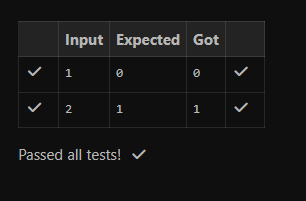 Input Expected Got
✓ 1 0 0 ✓
✓ 2 1 1 ✓
Passed all tests! ✓